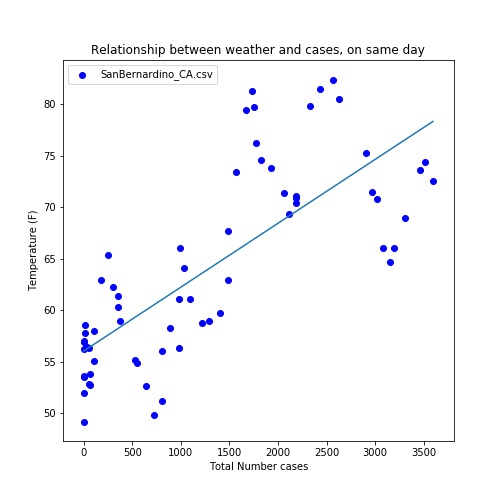 Relationship between weather and cases, on same day
SanBernardino_CA.csv
Temperature (F)
80
75
70
65
60
55
50
0 500 1000 1500 2000 2500 3000 3500
Total Number cases